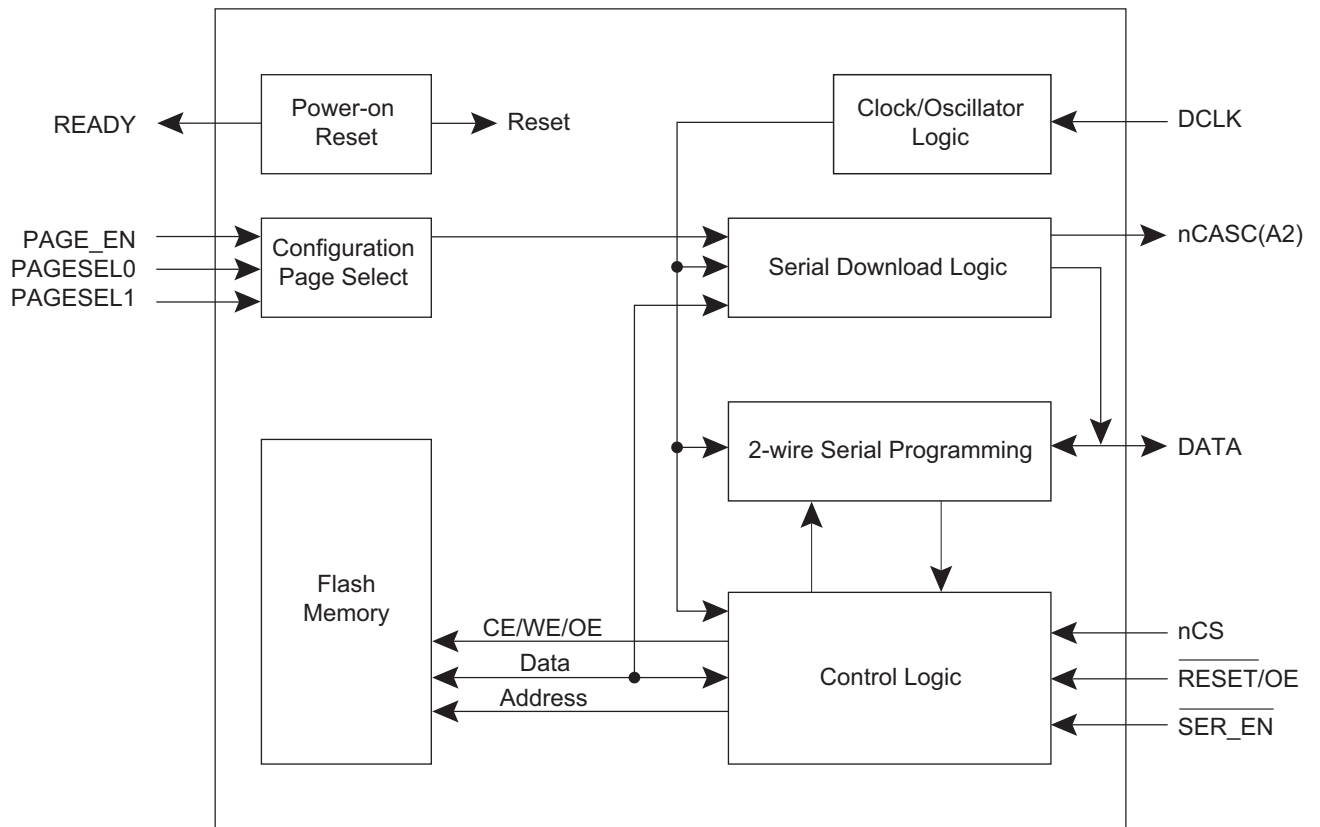 READY
Power-on
Reset
Reset
Clock/Oscillator
Logic
DCLK
PAGE_EN
PAGESEL0
PAGESEL1
Configuration
Page Select
Serial Download Logic
nCASC(A2)
2-wire Serial Programming
DATA
Flash
Memory
CE/WE/OE
Data
Address
Control Logic
nCS
RESET/OE
SER_EN